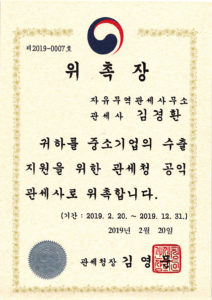 제2019-0007호
위 촉 장
자유무역관세사무소
관세사 김경환
귀하를 중소기업의 수출
지원을 위한 관세청 공익
관세사로 위촉합니다.
(기간 : 2019. 2. 20. ~ 2019. 12. 31.)
2019년 2월 20일
관세청장 김 영